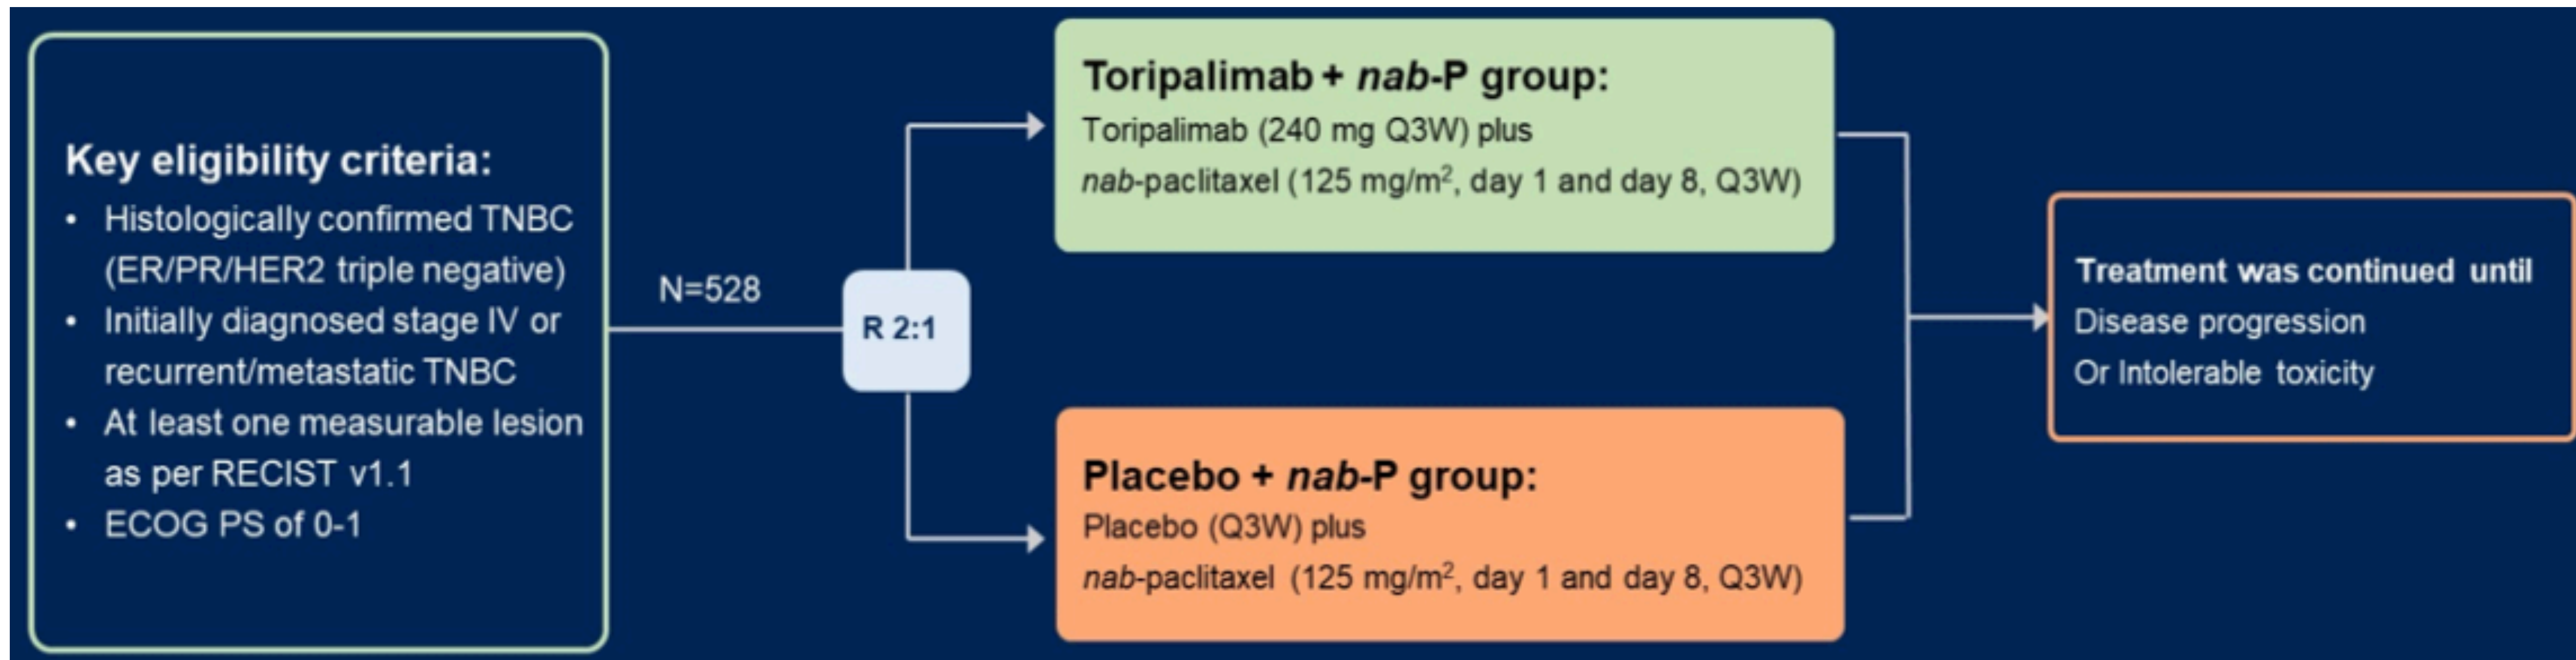 Key eligibility criteria:
• Histologically confirmed TNBC
(ER/PR/HER2 triple negative)
• Initially diagnosed stage IV or
recurrent/metastatic TNBC
• At least one measurable lesion
as per RECIST v1.1
• ECOG PS of 0-1
N=528
R 2:1
Toripalimab + nab-P group:
Toripalimab (240 mg Q3W) plus
nab-paclitaxel (125 mg/m², day 1 and day 8, Q3W)
Placebo + nab-P group:
Placebo (Q3W) plus
nab-paclitaxel (125 mg/m², day 1 and day 8, Q3W)
Treatment was continued until
Disease progression
Or Intolerable toxicity